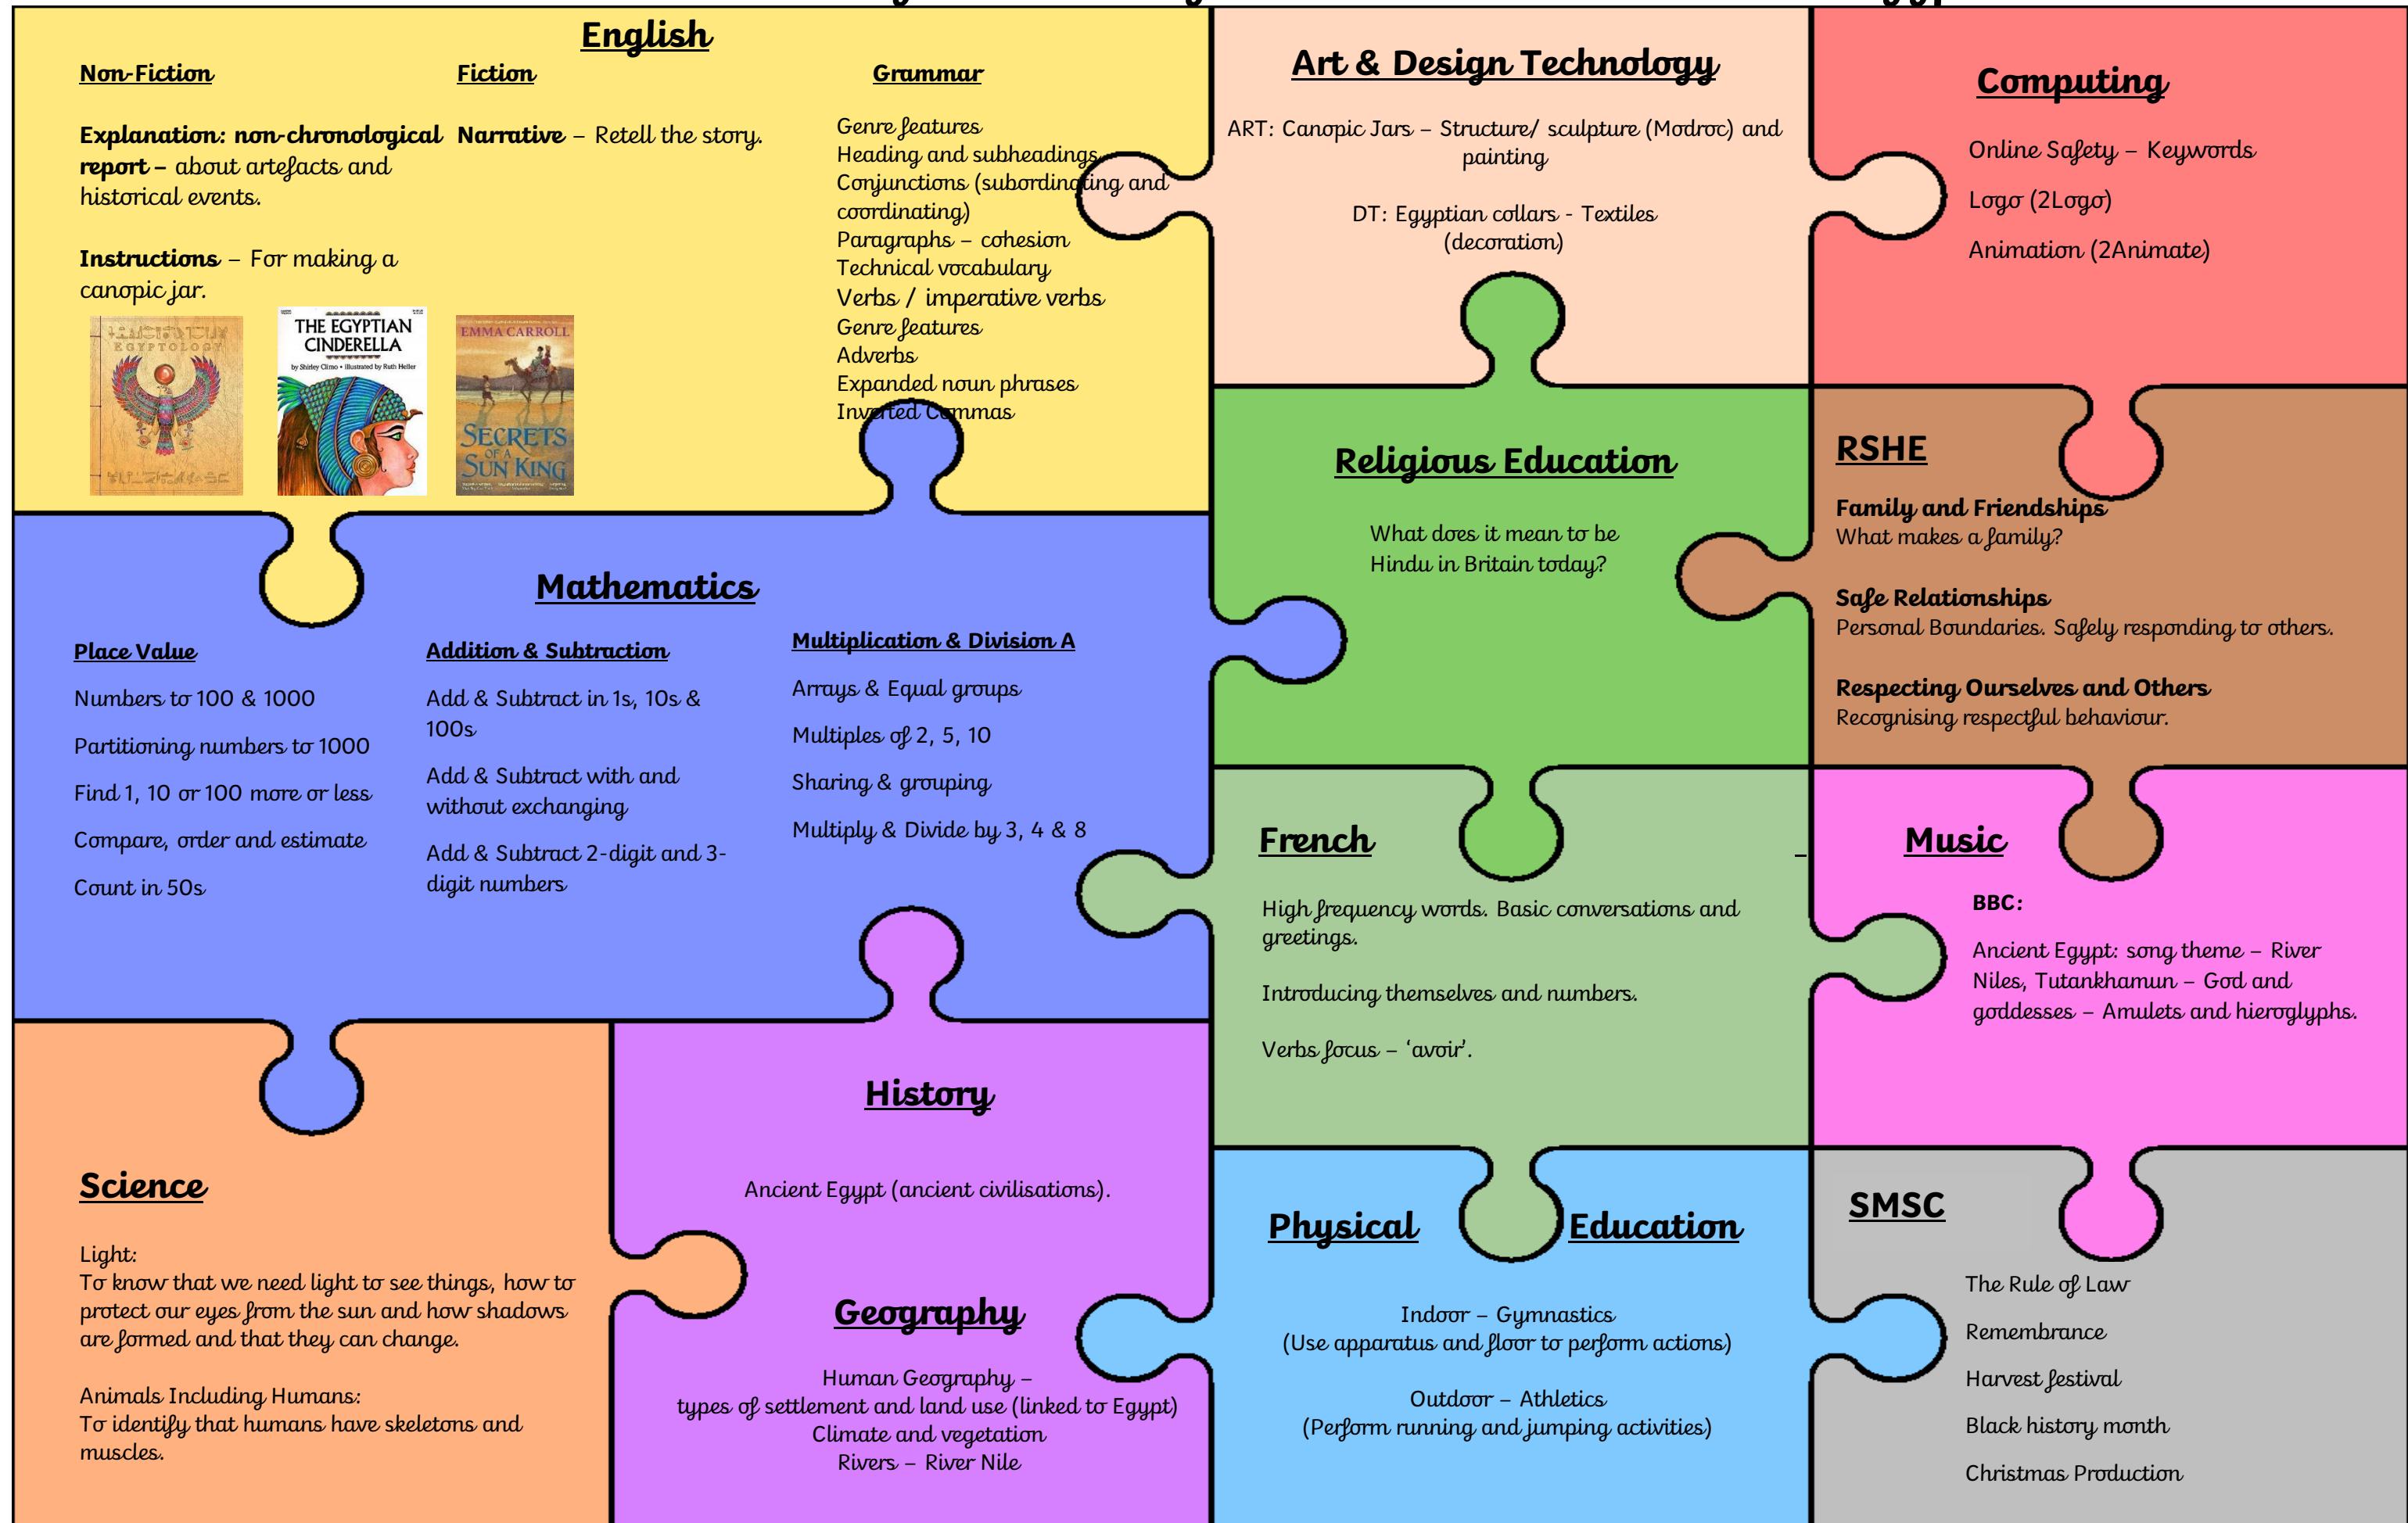 English
Non-Fiction
Explanation: non-chronological
report – about artefacts and
historical events.
Instructions – For making a
canopic jar.
EGYPTOLOGY
THE EGYPTIAN
CINDERELLA
by Shirley Climo • Illustrated by Ruth Heller
EMMA CARROLL
SECRETS
OF A
SUN KING
Fiction
Narrative – Retell the story.
Grammar
Genre features
Heading and subheadings
Conjunctions (subordinating and
coordinating)
Paragraphs – cohesion
Technical vocabulary
Verbs / imperative verbs
Genre features
Adverbs
Expanded noun phrases
Inverted Commas
Art & Design Technology
ART: Canopic Jars – Structure/ sculpture (Modroc) and
painting
DT: Egyptian collars - Textiles
(decoration)
Computing
Online Safety – Keywords
Logo (2Logo)
Animation (2Animate)
Mathematics
Place Value
Numbers to 100 & 1000
Partitioning numbers to 1000
Find 1, 10 or 100 more or less
Compare, order and estimate
Count in 50s
Addition & Subtraction
Add & Subtract in 1s, 10s &
100s
Add & Subtract with and
without exchanging
Add & Subtract 2-digit and 3-
digit numbers
Multiplication & Division A
Arrays & Equal groups
Multiples of 2, 5, 10
Sharing & grouping
Multiply & Divide by 3, 4 & 8
Religious Education
What does it mean to be
Hindu in Britain today?
RSHE
Family and Friendships
What makes a family?
Safe Relationships
Personal Boundaries. Safely responding to others.
Respecting Ourselves and Others
Recognising respectful behaviour.
French
High frequency words. Basic conversations and
greetings.
Introducing themselves and numbers.
Verbs focus – ‘avoir’.
Music
BBC:
Ancient Egypt: song theme – River
Niles, Tutankhamun – God and
goddesses – Amulets and hieroglyphs.
Science
Light:
To know that we need light to see things, how to
protect our eyes from the sun and how shadows
are formed and that they can change.
Animals Including Humans:
To identify that humans have skeletons and
muscles.
History
Ancient Egypt (ancient civilisations).
Geography
Human Geography –
types of settlement and land use (linked to Egypt)
Climate and vegetation
Rivers – River Nile
Physical Education
Indoor – Gymnastics
(Use apparatus and floor to perform actions)
Outdoor – Athletics
(Perform running and jumping activities)
SMSC
The Rule of Law
Remembrance
Harvest festival
Black history month
Christmas Production